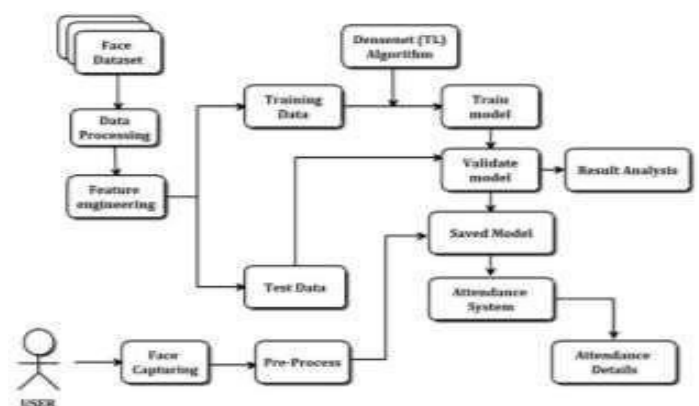 Face
Dataset
Densenet (TL)
Algorithm
Training
Data
Train
model
Data
Processing
Validate
model
Result Analysis
Feature
engineering
Saved Model
Test Data
Attendance
System
Face
Capturing
Pre-Process
Attendance
Details
USER